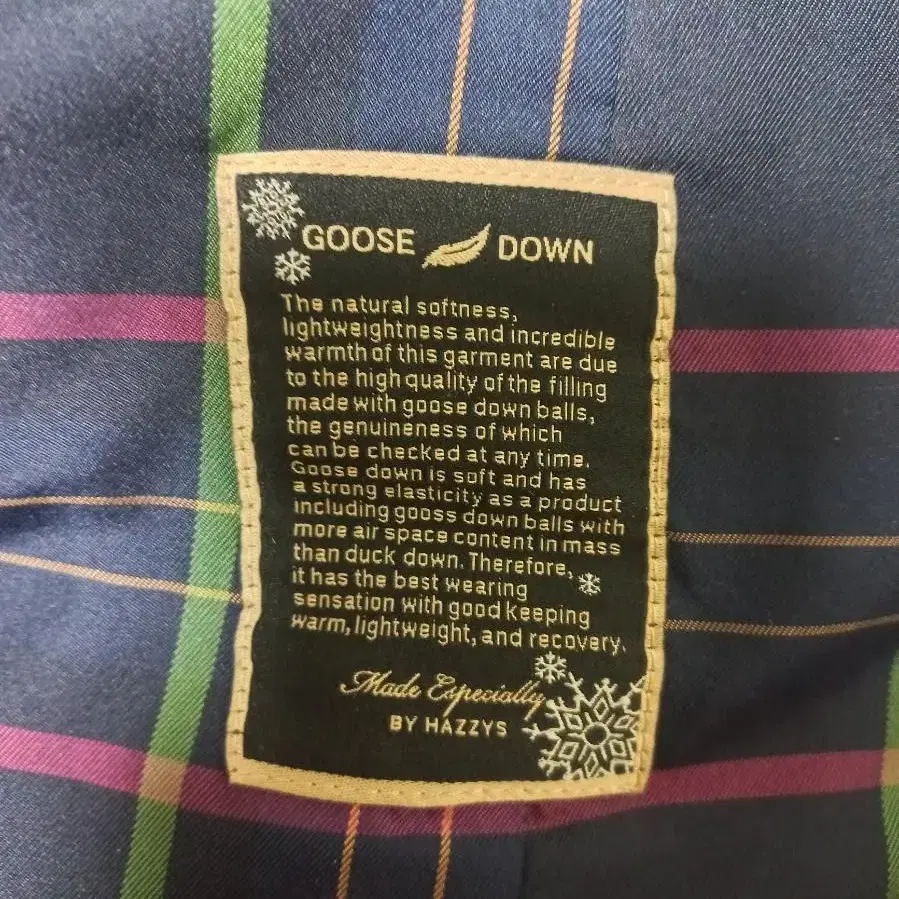 GOOSE DOWN
The natural softness,
lightweightness and incredible
warmth of this garment are due
to the high quality of the filling
made with goose down balls,
the genuineness of which
can be checked at any time.
Goose down is soft and has
a strong elasticity as a product
including gooss down balls with
more air space content in mass
than duck down. Therefore,
it has the best wearing
sensation with good keeping
warm, lightweight, and recovery.
Made Especially
BY HAZZYS